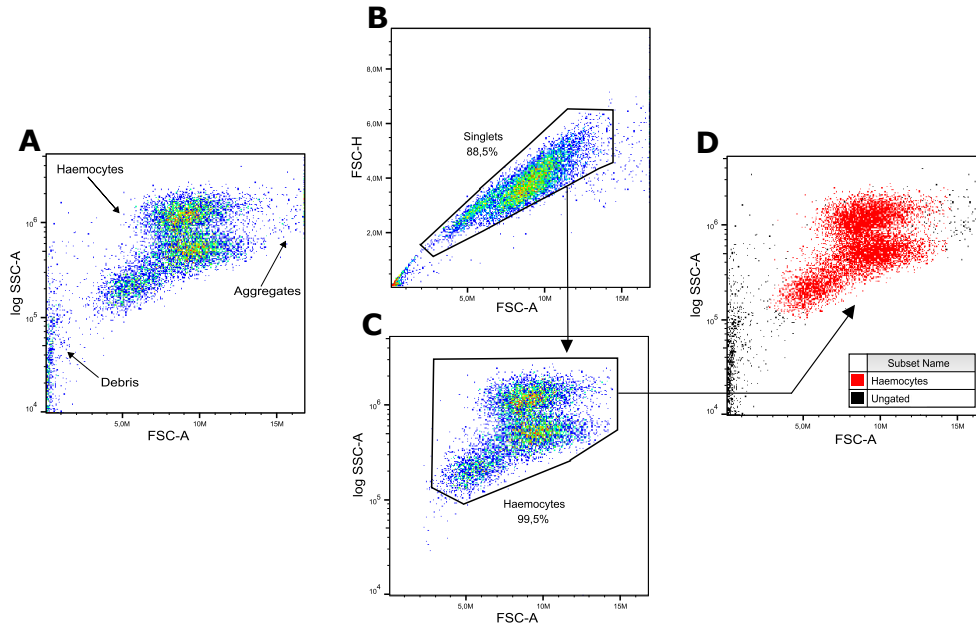 A
Haemocytes
Aggregates
Debris
log SSC-A
10⁶
10⁵
10⁴
5,0M
10M
15M
FSC-A
B
Singlets
88,5%
FSC-H
8,0M
6,0M
4,0M
2,0M
5,0M
10M
15M
FSC-A
C
Haemocytes
99,5%
log SSC-A
10⁶
10⁵
10⁴
5,0M
10M
15M
FSC-A
D
log SSC-A
10⁶
10⁵
10⁴
5,0M
10M
15M
FSC-A
Subset Name
Haemocytes
Ungated